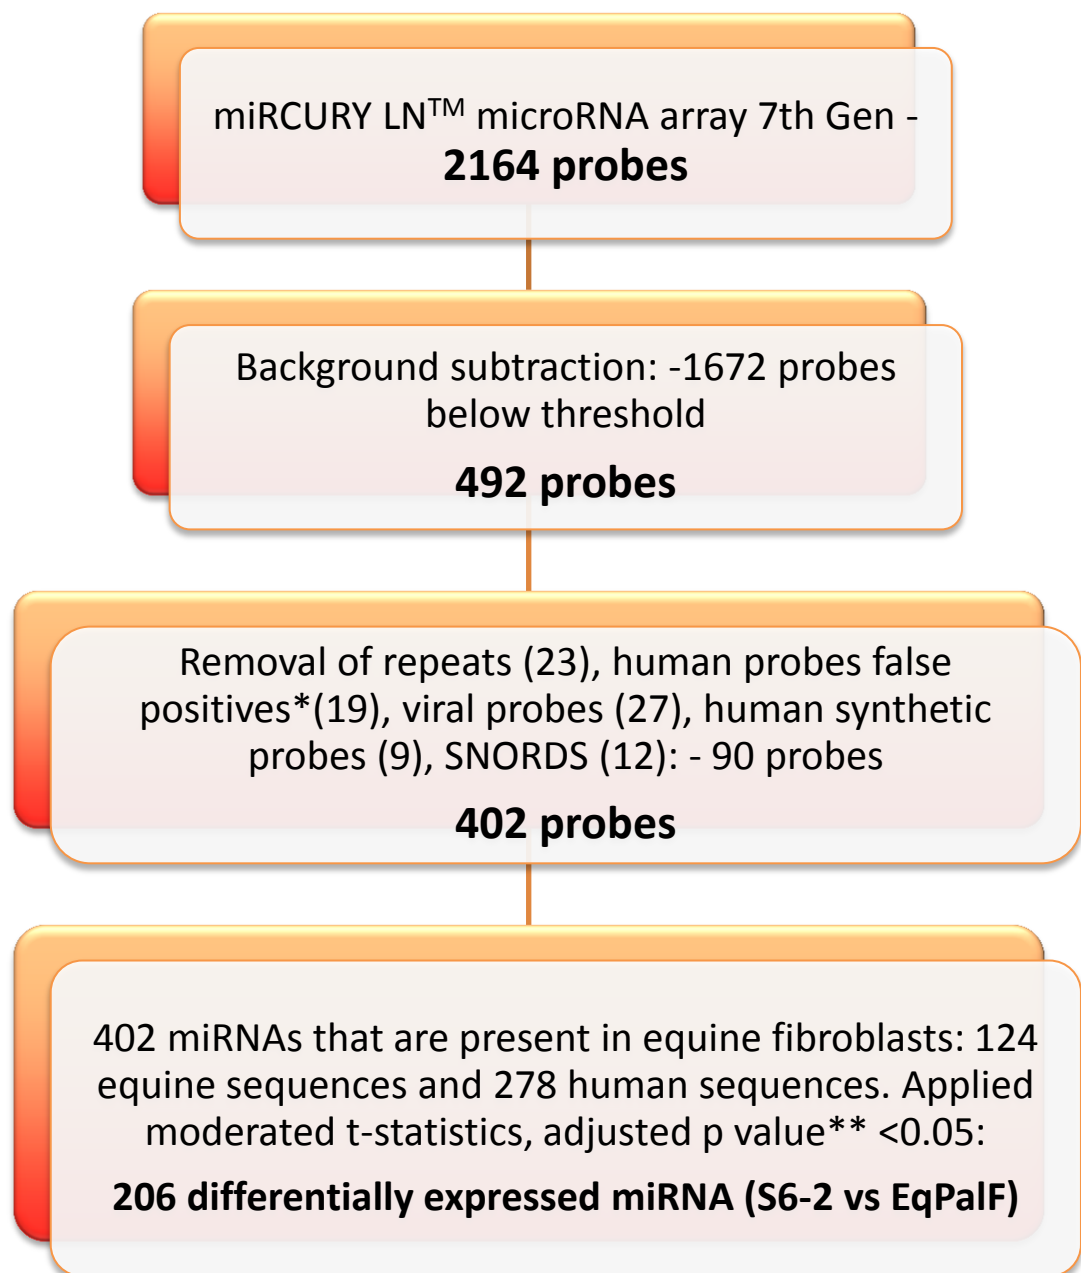 miRCURY LN™ microRNA array 7th Gen -
2164 probes
Background subtraction: -1672 probes
below threshold
492 probes
Removal of repeats (23), human probes false
positives*(19), viral probes (27), human synthetic
probes (9), SNORDS (12): - 90 probes
402 probes
402 miRNAs that are present in equine fibroblasts: 124
equine sequences and 278 human sequences. Applied
moderated t-statistics, adjusted p value** <0.05:
206 differentially expressed miRNA (S6-2 vs EqPalF)